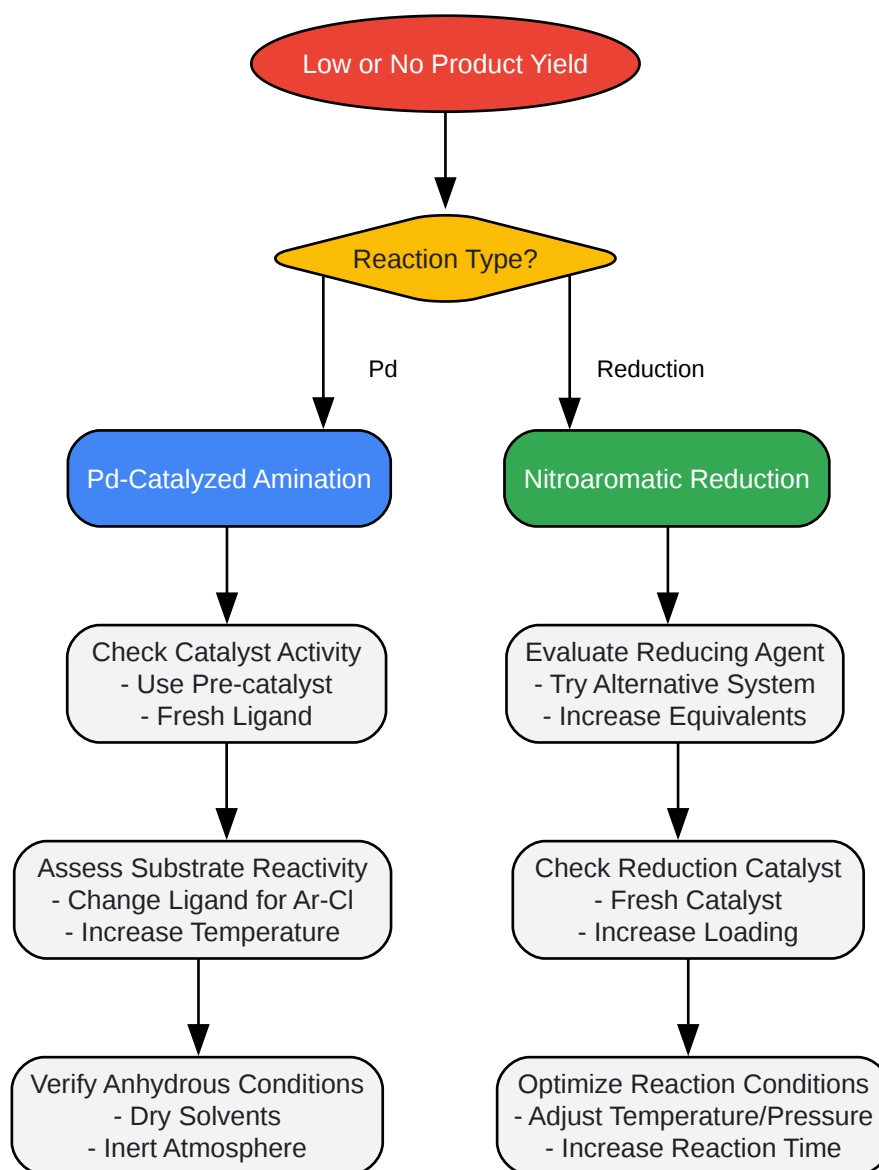 Low or No Product Yield
Reaction Type?
Pd
Reduction
Pd-Catalyzed Amination
Nitroaromatic Reduction
Check Catalyst Activity
- Use Pre-catalyst
- Fresh Ligand
Evaluate Reducing Agent
- Try Alternative System
- Increase Equivalents
Assess Substrate Reactivity
- Change Ligand for Ar-Cl
- Increase Temperature
Check Reduction Catalyst
- Fresh Catalyst
- Increase Loading
Verify Anhydrous Conditions
- Dry Solvents
- Inert Atmosphere
Optimize Reaction Conditions
- Adjust Temperature/Pressure
- Increase Reaction Time